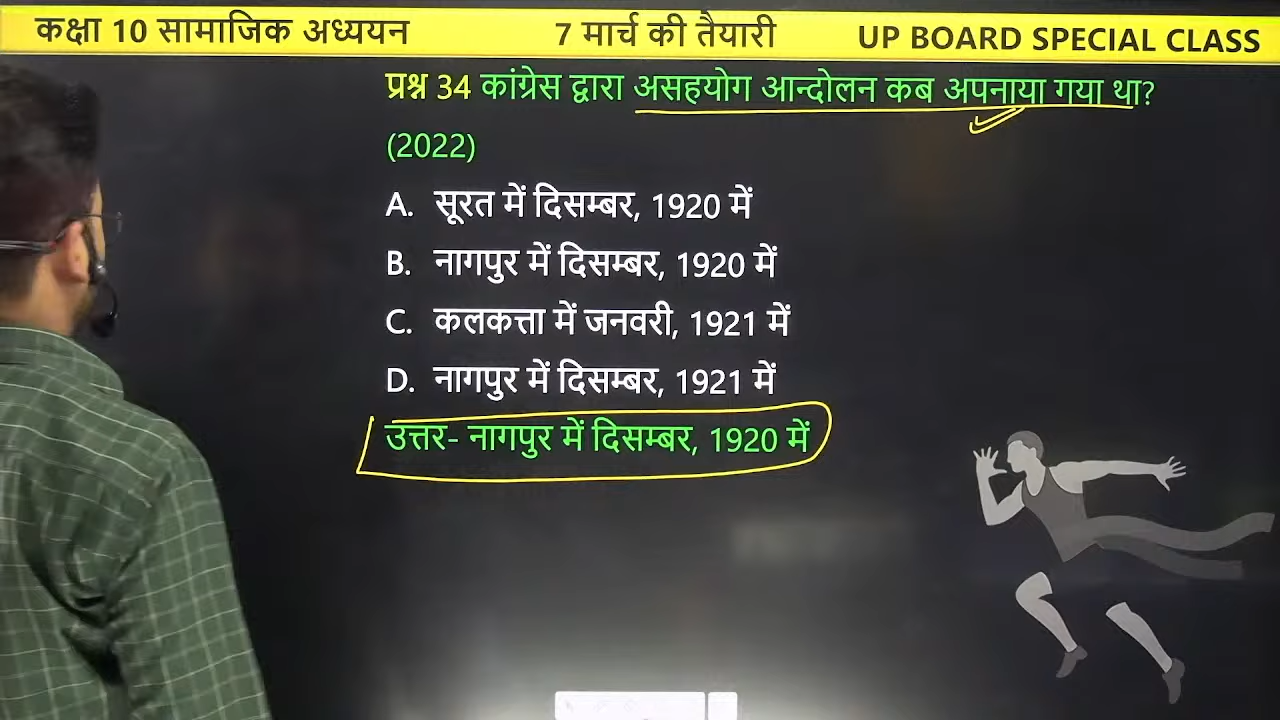 कक्षा 10 सामाजिक अध्ययन 7 मार्च की तैयारी UP BOARD SPECIAL CLASS
प्रश्न 34 कांग्रेस द्वारा असहयोग आन्दोलन कब अपनाया गया था?
(2022)
A. सूरत में दिसम्बर, 1920 में
B. नागपुर में दिसम्बर, 1920 में
C. कलकत्ता में जनवरी, 1921 में
D. नागपुर में दिसम्बर, 1921 में
उत्तर- नागपुर में दिसम्बर, 1920 में